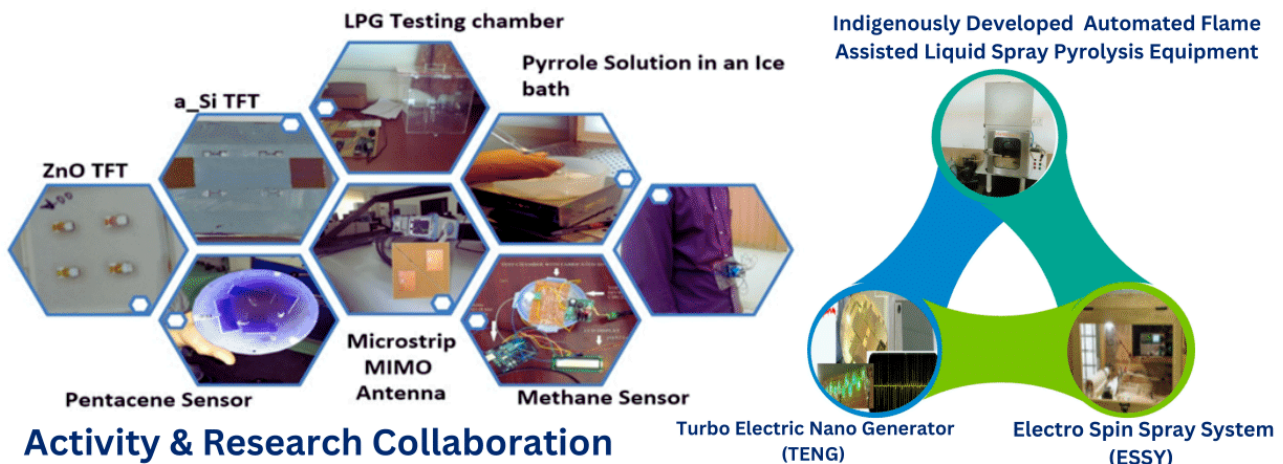 LPG Testing chamber
Pyrrole Solution in an Ice
bath
a_Si TFT
ZnO TFT
Pentacene Sensor
Microstrip
MIMO
Antenna
Methane Sensor
Activity & Research Collaboration
Indigenously Developed Automated Flame
Assisted Liquid Spray Pyrolysis Equipment
Turbo Electric Nano Generator
(TENG)
Electro Spin Spray System
(ESSY)